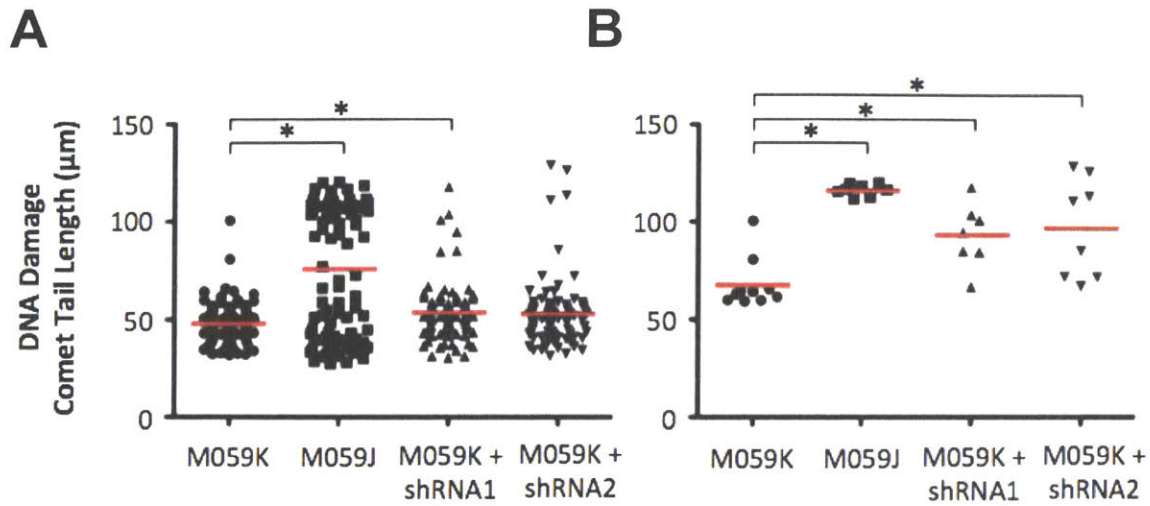 A
B
DNA Damage
Comet Tail Length (µm)
*
*
150
100
50
0
M059K
M059J
M059K +
shRNA1
M059K +
shRNA2
*
*
*
150
100
50
0
M059K
M059J
M059K +
shRNA1
M059K +
shRNA2